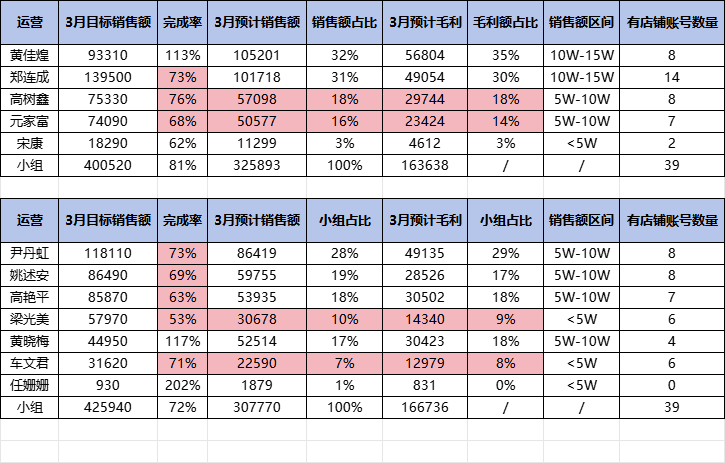 运营 3月目标销售额 完成率 3月预计销售额 销售额占比 3月预计毛利 毛利额占比 销售额区间 有店铺账号数量
黄佳煌 93310 113% 105201 32% 56804 35% 10W-15W 8
郑连成 139500 73% 101718 31% 49054 30% 10W-15W 14
高树鑫 75330 76% 57098 18% 29744 18% 5W-10W 8
元家富 74090 68% 50577 16% 23424 14% 5W-10W 7
宋康 18290 62% 11299 3% 4612 3% <5W 2
小组 400520 81% 325893 100% 163638 / / 39
运营 3月目标销售额 完成率 3月预计销售额 小组占比 3月预计毛利 小组占比 销售额区间 有店铺账号数量
尹丹虹 118110 73% 86419 28% 49135 29% 5W-10W 8
姚述安 86490 69% 59755 19% 28526 17% 5W-10W 8
高艳平 85870 63% 53935 18% 30502 18% 5W-10W 7
梁光美 57970 53% 30678 10% 14340 9% <5W 6
黄晓梅 44950 117% 52514 17% 30423 18% 5W-10W 4
车文君 31620 71% 22590 7% 12979 8% <5W 6
任姗姗 930 202% 1879 1% 831 0% <5W 0
小组 425940 72% 307770 100% 166736 / / 39